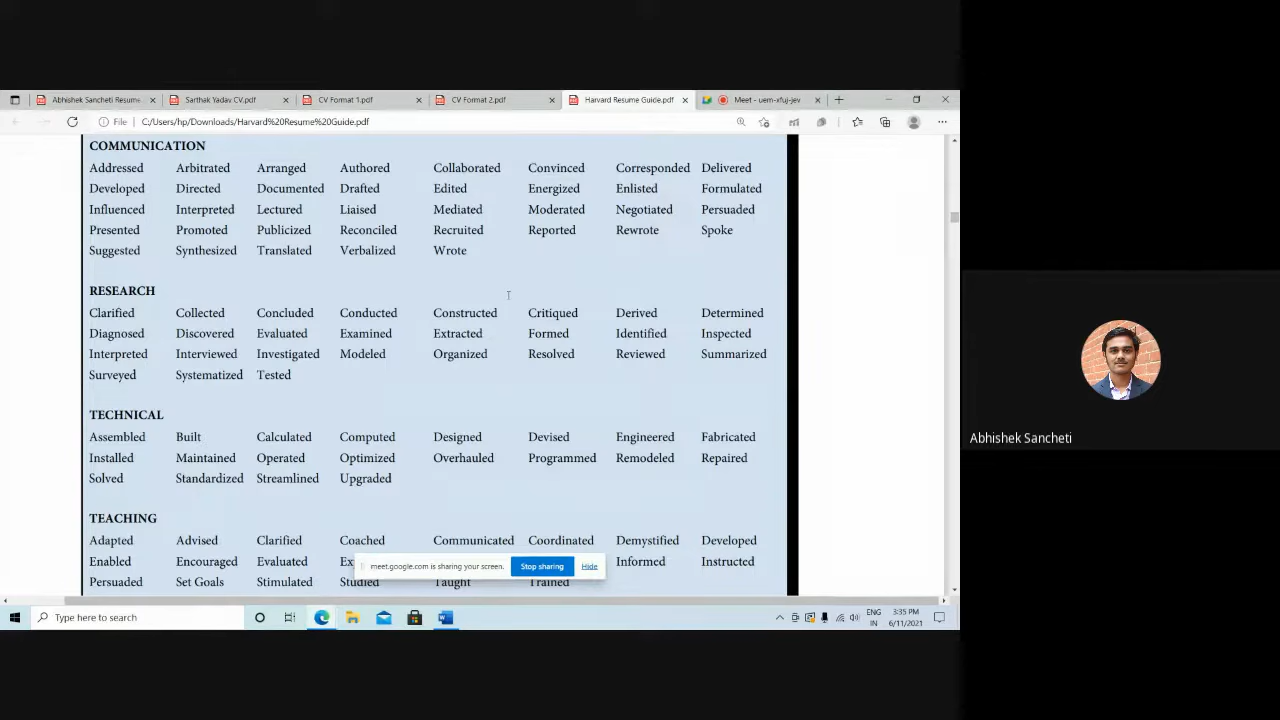 Abhishek Sancheti Resume
Sarthak Yadav CV.pdf
CV Format 1.pdf
CV Format 2.pdf
Harvard Resume Guide.pdf
Meet - uem-xfuj-jev
File
C:/Users/hp/Downloads/Harvard%20Resume%20Guide.pdf
COMMUNICATION
Addressed Arbitrated Arranged Authored Collaborated Convinced Corresponded Delivered
Developed Directed Documented Drafted Edited Energized Enlisted Formulated
Influenced Interpreted Lectured Liaised Mediated Moderated Negotiated Persuaded
Presented Promoted Publicized Reconciled Recruited Reported Rewrote Spoke
Suggested Synthesized Translated Verbalized Wrote
RESEARCH
Clarified Collected Concluded Conducted Constructed Critiqued Derived Determined
Diagnosed Discovered Evaluated Examined Extracted Formed Identified Inspected
Interpreted Interviewed Investigated Modeled Organized Resolved Reviewed Summarized
Surveyed Systematized Tested
TECHNICAL
Assembled Built Calculated Computed Designed Devised Engineered Fabricated
Installed Maintained Operated Optimized Overhauled Programmed Remodeled Repaired
Solved Standardized Streamlined Upgraded
TEACHING
Adapted Advised Clarified Coached Communicated Coordinated Demystified Developed
Enabled Encouraged Evaluated Informed Instructed
Persuaded Set Goals Stimulated Studied Taught Trained
meet.google.com is sharing your screen. Stop sharing Hide
Abhishek Sancheti
Type here to search
ENG
IN
3:35 PM
6/11/2021